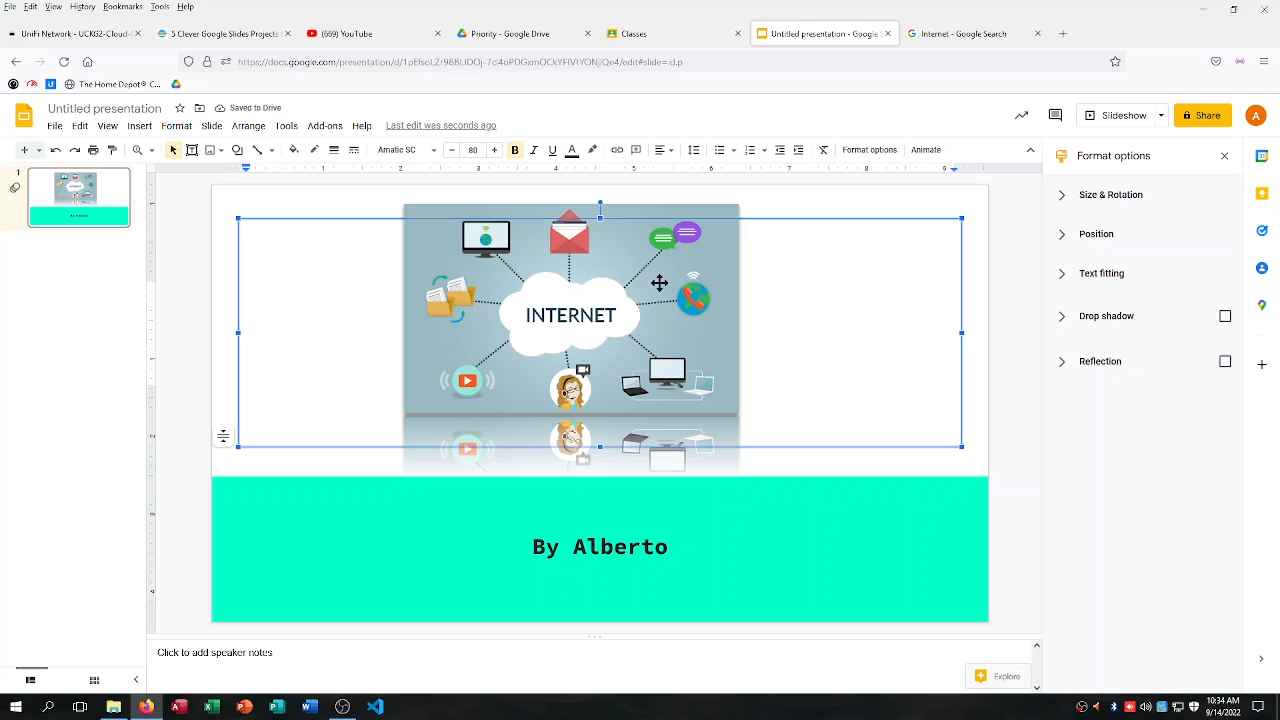 File Edit View History Bookmarks Tools Help
UniFi Network - UCKG2-Cloud-
5 Clever Google Slides Projects
(669) YouTube
Priority - Google Drive
Classes
Untitled presentation - Google
Internet - Google Search
The Home Depot® C...
Untitled presentation
Saved to Drive
Slideshow
Share
A
File Edit View Insert Format Slide Arrange Tools Add-ons Help Last edit was seconds ago
Amatic SC
80
B I U A
Format options
Animate
Format options
Size & Rotation
Position
Text fitting
Drop shadow
Reflection
1
INTERNET
By Alberto
Click to add speaker notes
Explore
10:34 AM
9/14/2022